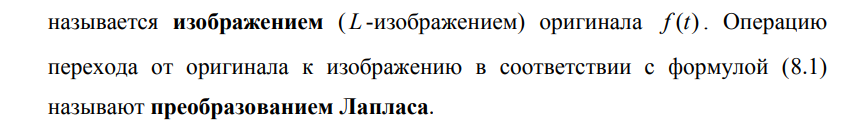 называется изображением (L-изображением) оригинала f(t). Операцию
перехода от оригинала к изображению в соответствии с формулой (8.1)
называют преобразованием Лапласа.